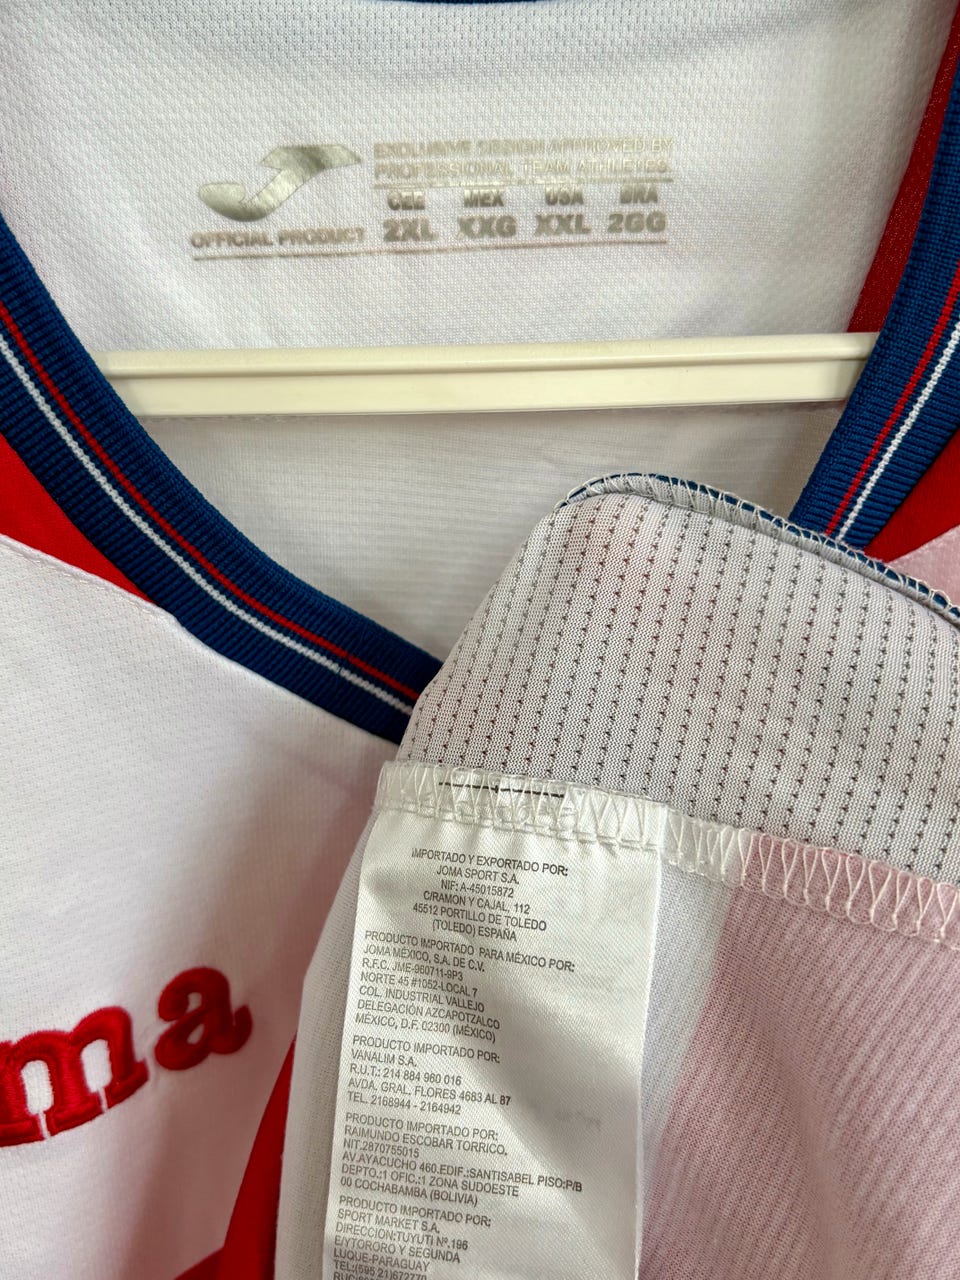 EXCLUSIVE DESIGN APPROVED BY
PROFESSIONAL TEAM ATHLETES
CEE MEX USA BRA
2XL XXG XXL 2GG
OFFICIAL PRODUCT
ma
IMPORTADO Y EXPORTADO POR:
JOMA SPORT S.A.
NIF: A-45015872
C/RAMON Y CAJAL, 112
45512 PORTILLO DE TOLEDO
(TOLEDO) ESPAÑA
PRODUCTO IMPORTADO PARA MÉXICO POR:
JOMA MÉXICO, S.A. DE C.V.
R.F.C. JME-960711-9P3
NORTE 45 #1052-LOCAL 7
COL. INDUSTRIAL VALLEJO
DELEGACIÓN AZCAPOTZALCO
MÉXICO, D.F. 02300 (MÉXICO)
PRODUCTO IMPORTADO POR:
VANALIM S.A.
R.U.T.: 214 884 960 016
AVDA. GRAL. FLORES 4683 AL 87
TEL. 2168944 - 2164942
PRODUCTO IMPORTADO POR:
RAIMUNDO ESCOBAR TORRICO.
NIT.2870755015
AV.AYACUCHO 460.EDIF.:SANTISABEL PISO:P/B
DEPTO.:1 OFIC.:1 ZONA SUDOESTE
00 COCHABAMBA (BOLIVIA)
PRODUCTO IMPORTADO POR:
SPORT MARKET S.A.
DIRECCION:TUYUTI Nº.196
E/YTORORO Y SEGUNDA
LUQUE-PARAGUAY
TEL:(595 21)672770